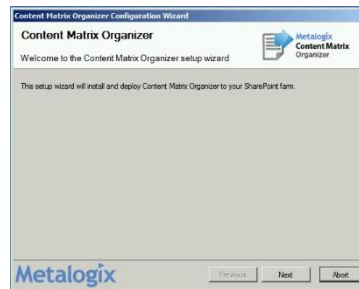 Content Matrix Organizer Configuration Wizard
Content Matrix Organizer
Metalogix
Content Matrix
Organizer
Welcome to the Content Matrix Organizer setup wizard
This setup wizard will install and deploy Content Matrix Organizer to your SharePoint farm.
Metalogix
Previous
Next
Abort